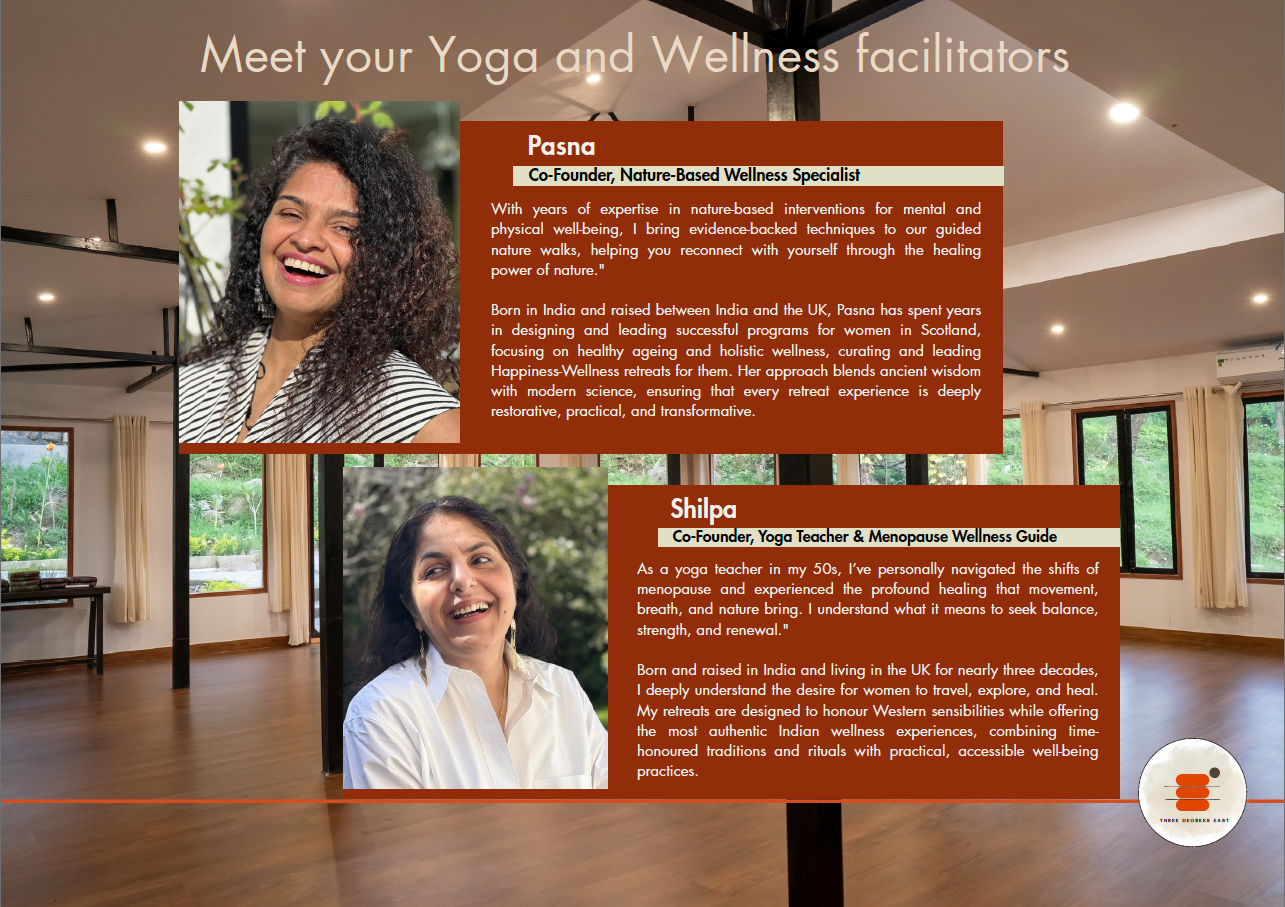 Meet your Yoga and Wellness facilitators
Pasna
Co-Founder, Nature-Based Wellness Specialist
With years of expertise in nature-based interventions for mental and
physical well-being, I bring evidence-backed techniques to our guided
nature walks, helping you reconnect with yourself through the healing
power of nature."
Born in India and raised between India and the UK, Pasna has spent years
in designing and leading successful programs for women in Scotland,
focusing on healthy ageing and holistic wellness, curating and leading
Happiness-Wellness retreats for them. Her approach blends ancient wisdom
with modern science, ensuring that every retreat experience is deeply
restorative, practical, and transformative.
Shilpa
Co-Founder, Yoga Teacher & Menopause Wellness Guide
As a yoga teacher in my 50s, I've personally navigated the shifts of
menopause and experienced the profound healing that movement,
breath, and nature bring. I understand what it means to seek balance,
strength, and renewal."
Born and raised in India and living in the UK for nearly three decades,
I deeply understand the desire for women to travel, explore, and heal.
My retreats are designed to honour Western sensibilities while offering
the most authentic Indian wellness experiences, combining time-
honoured traditions and rituals with practical, accessible well-being
practices.
THREE DEGREES EAST